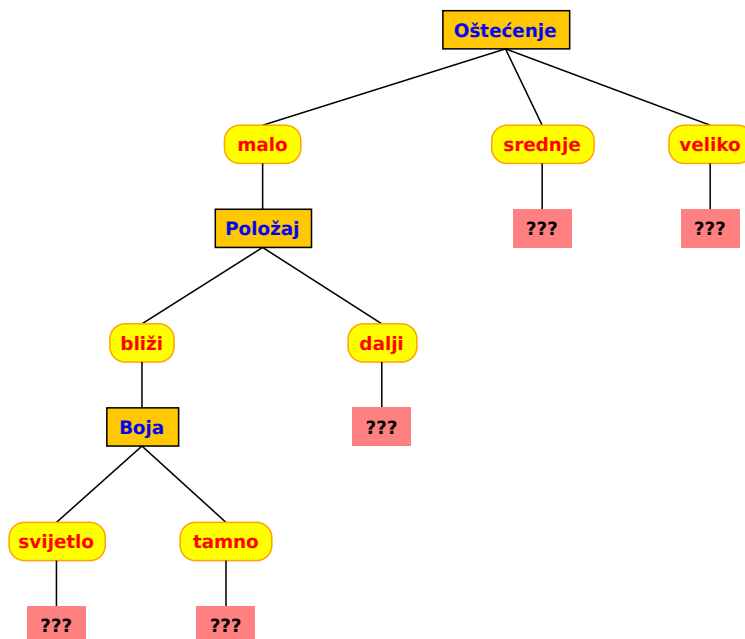 Oštećenje
malo
srednje
veliko
Položaj
???
???
bliži
dalji
Boja
???
svijetlo
tamno
???
???